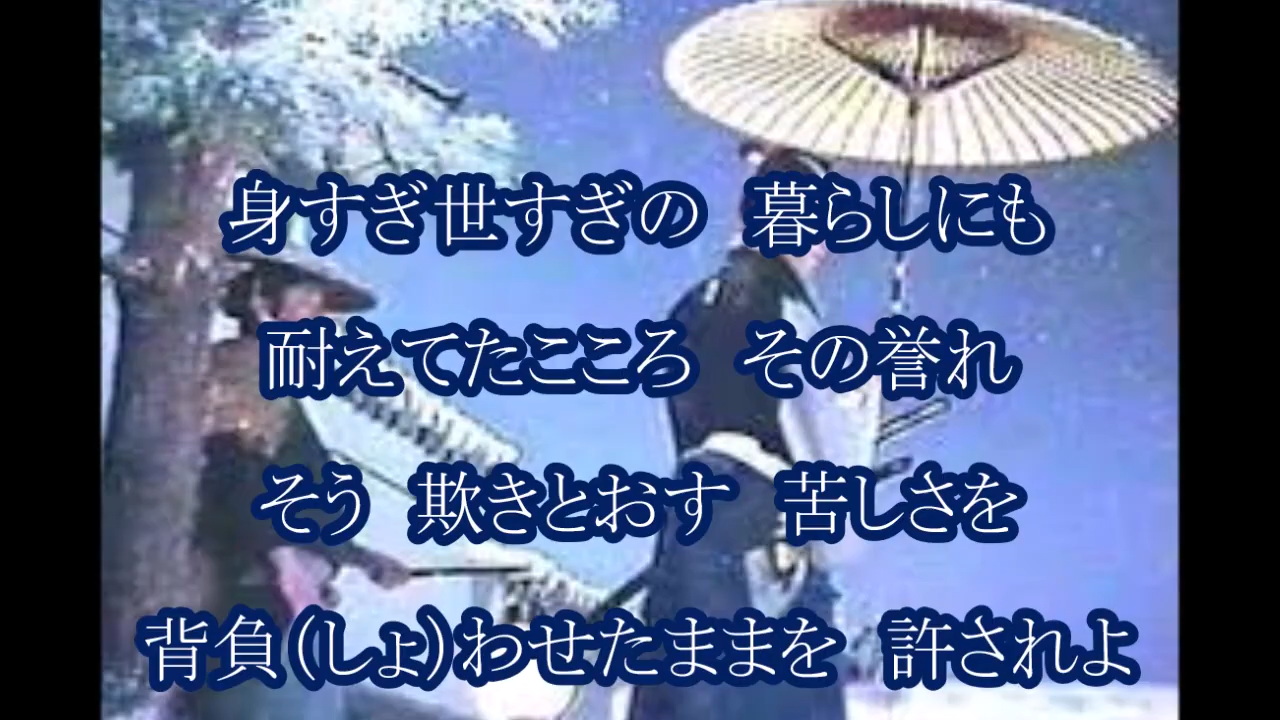 身すぎ世すぎの　暮らしにも
耐えてたこころ　その誉れ
そう　欺きとおす　苦しさを
背負(しょ)わせたままを　許されよ